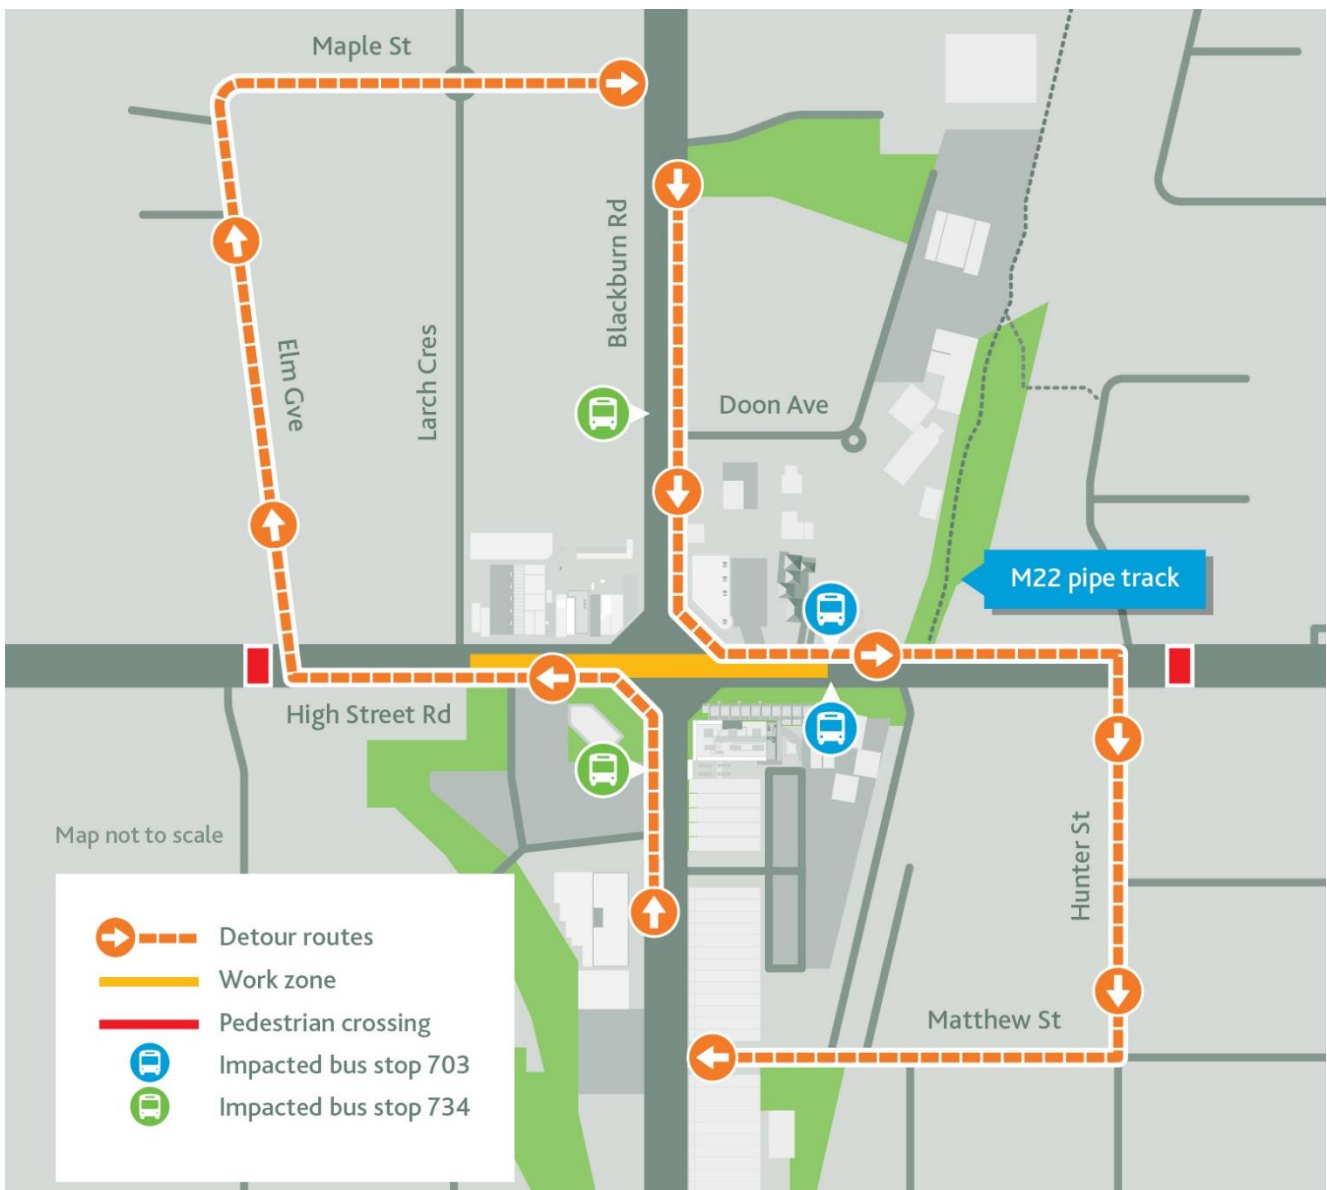 Maple St
Blackburn Rd
Elm Gve
Larch Cres
Doon Ave
M22 pipe track
High Street Rd
Map not to scale
Hunter St
Matthew St
Detour routes
Work zone
Pedestrian crossing
Impacted bus stop 703
Impacted bus stop 734